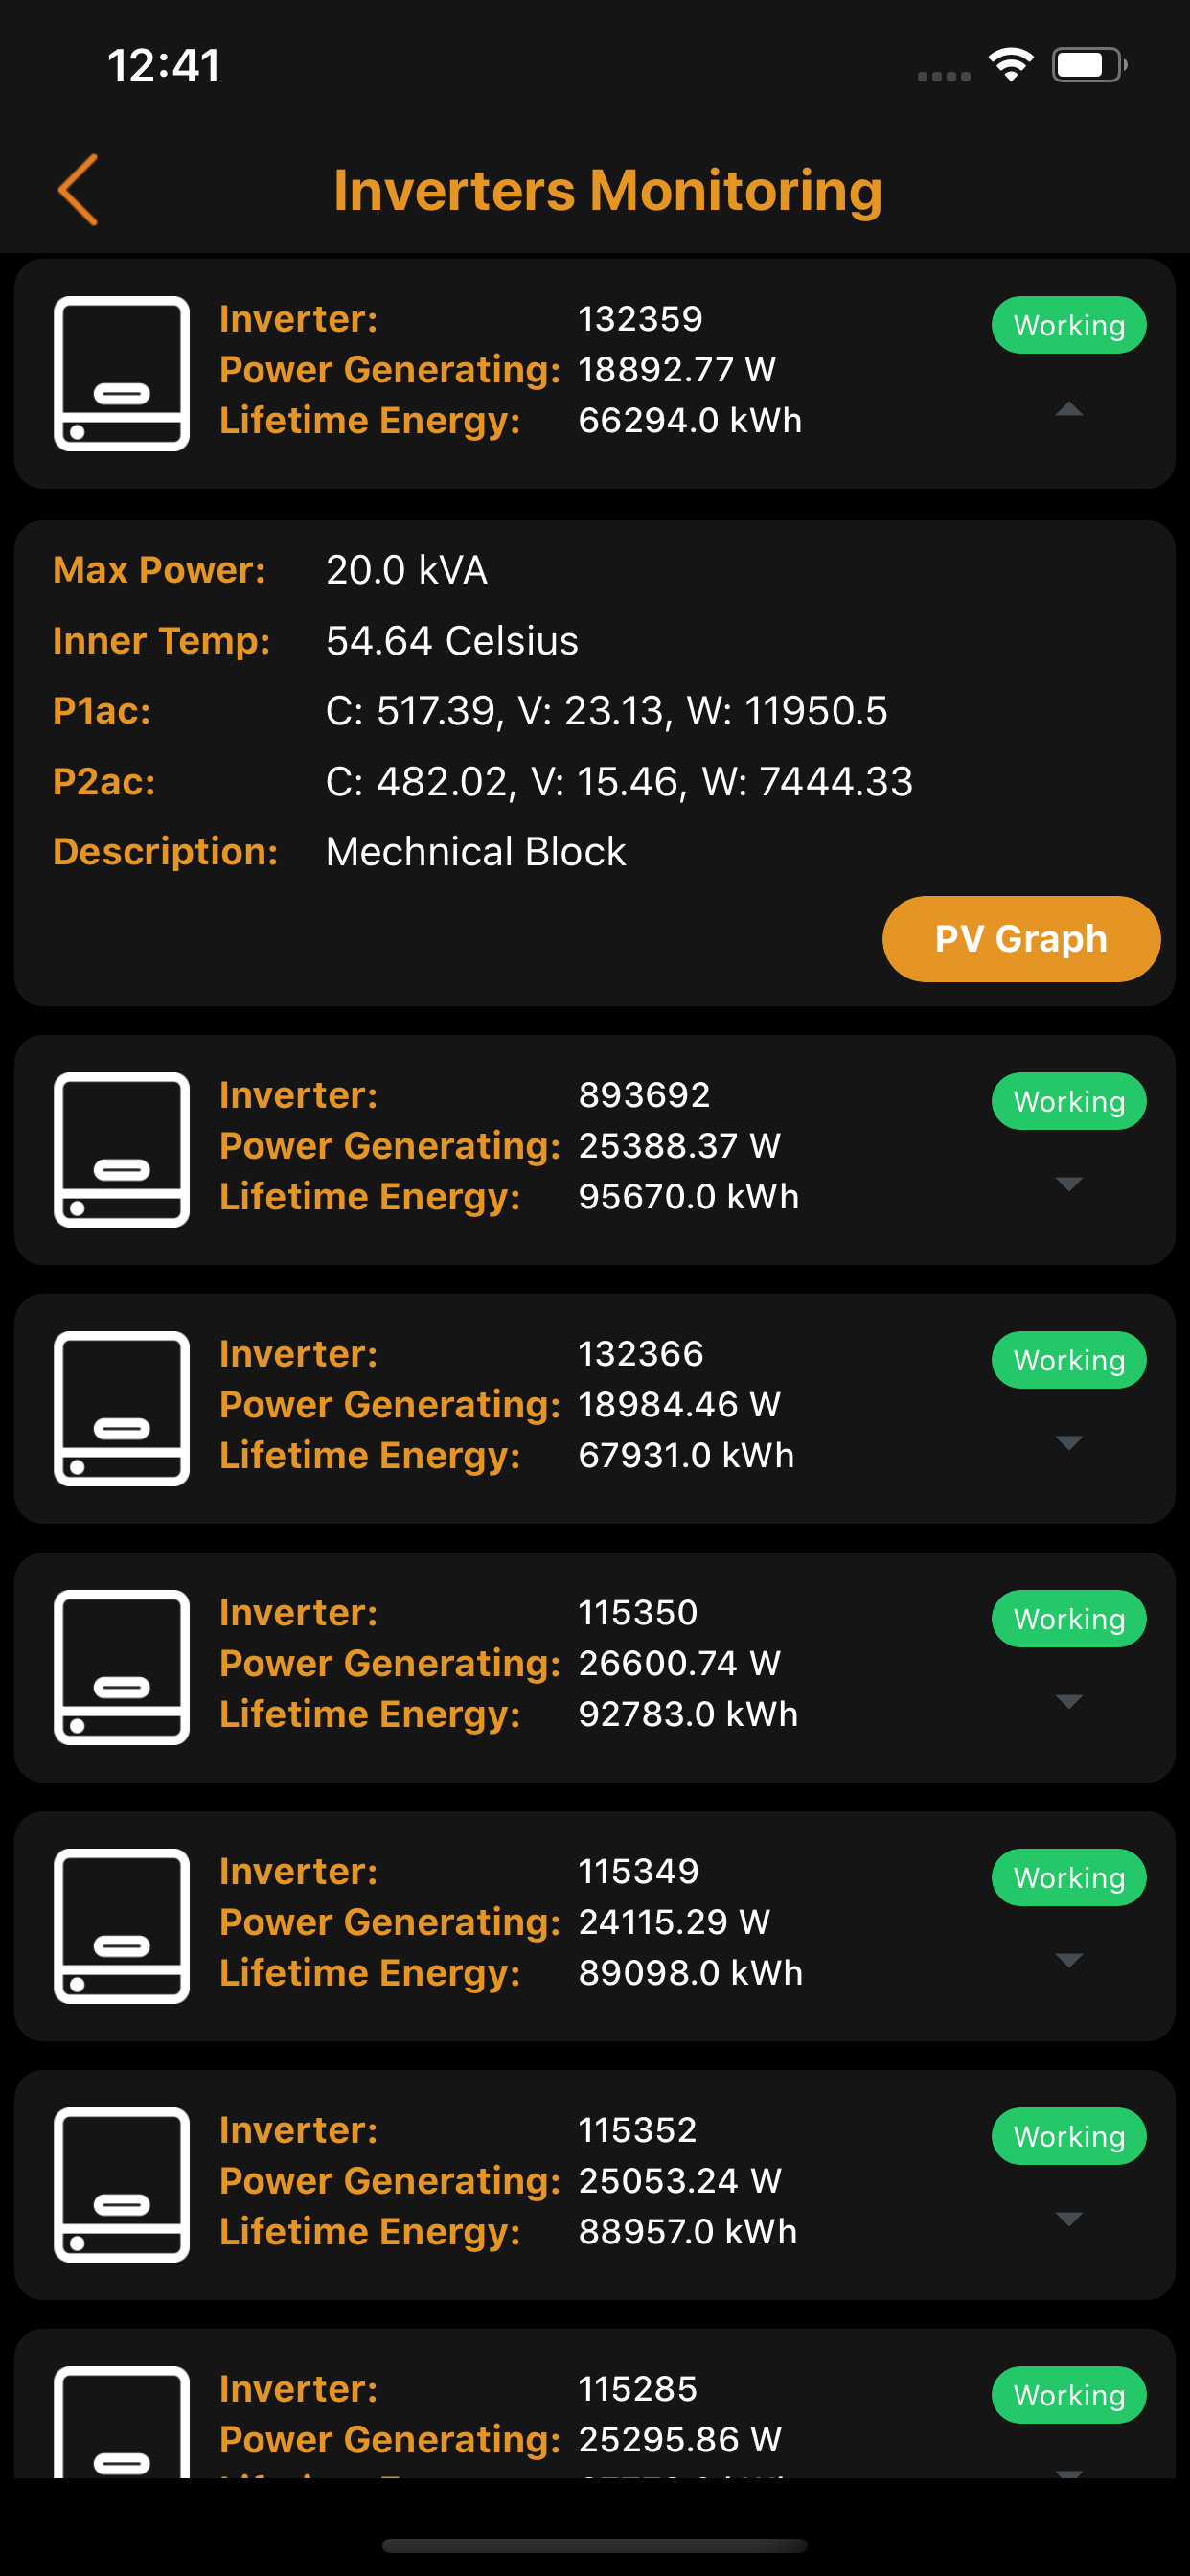 12:41
Inverters Monitoring
Inverter: 132359 Working
Power Generating: 18892.77 W
Lifetime Energy: 66294.0 kWh
Max Power: 20.0 kVA
Inner Temp: 54.64 Celsius
P1ac: C: 517.39, V: 23.13, W: 11950.5
P2ac: C: 482.02, V: 15.46, W: 7444.33
Description: Mechnical Block
PV Graph
Inverter: 893692 Working
Power Generating: 25388.37 W
Lifetime Energy: 95670.0 kWh
Inverter: 132366 Working
Power Generating: 18984.46 W
Lifetime Energy: 67931.0 kWh
Inverter: 115350 Working
Power Generating: 26600.74 W
Lifetime Energy: 92783.0 kWh
Inverter: 115349 Working
Power Generating: 24115.29 W
Lifetime Energy: 89098.0 kWh
Inverter: 115352 Working
Power Generating: 25053.24 W
Lifetime Energy: 88957.0 kWh
Inverter: 115285 Working
Power Generating: 25295.86 W